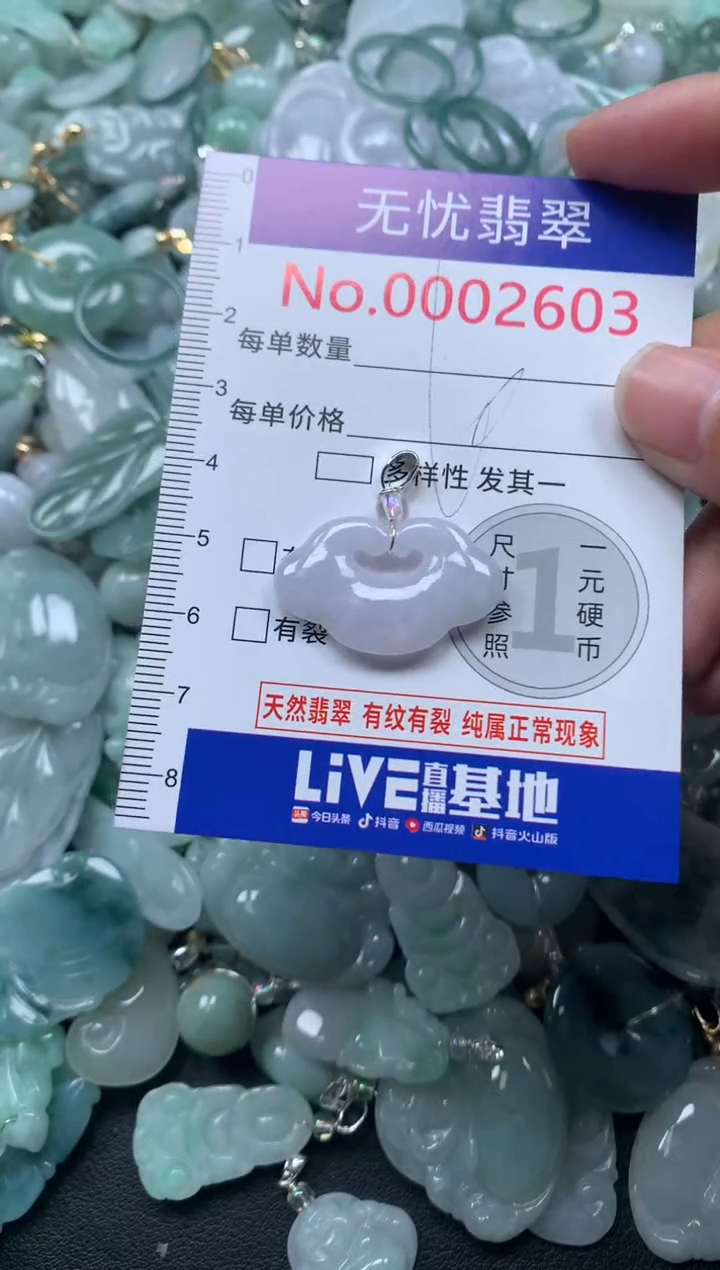 无忧翡翠
No.0002603
每单数量
每单价格
多样性 发其一
有裂
尺寸参照
一元硬币
1
天然翡翠 有纹有裂 纯属正常现象
LiVE直播基地
头条 今日头条 抖音 西瓜视频 抖音火山版
0
1
2
3
4
5
6
7
8